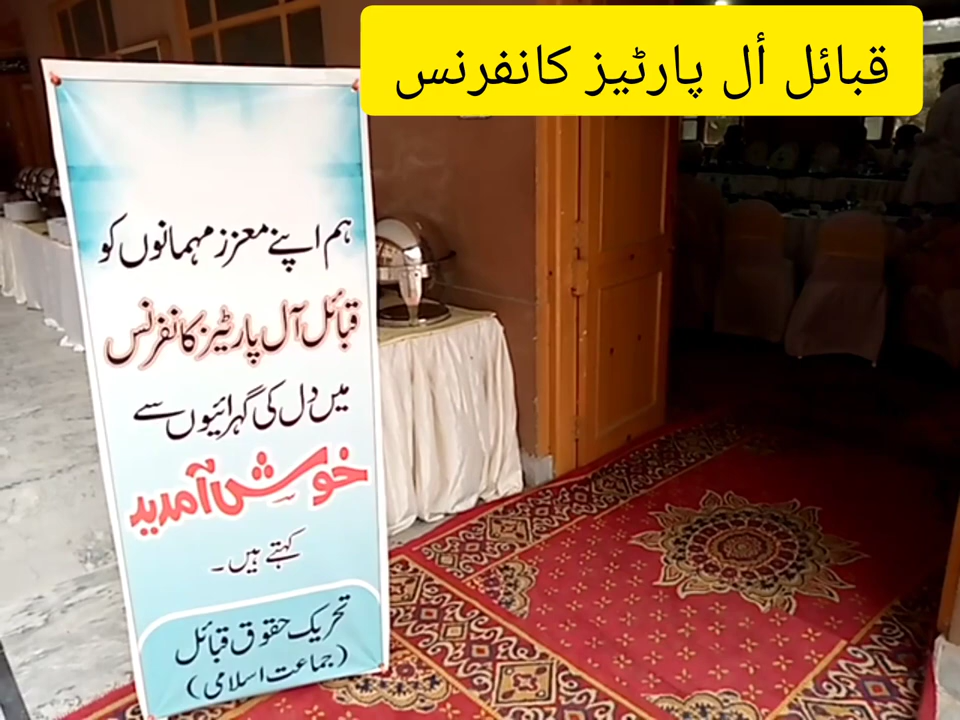 قبائل أل پارٹیز کانفرنس
ہم اپنے معزز مہمانوں کو
قبائل آل پارٹیز کانفرنس
میں دل کی گہرائیوں سے
خوش آمدید
کہتے ہیں۔
تحریک حقوق قبائل
(جماعت اسلامی)